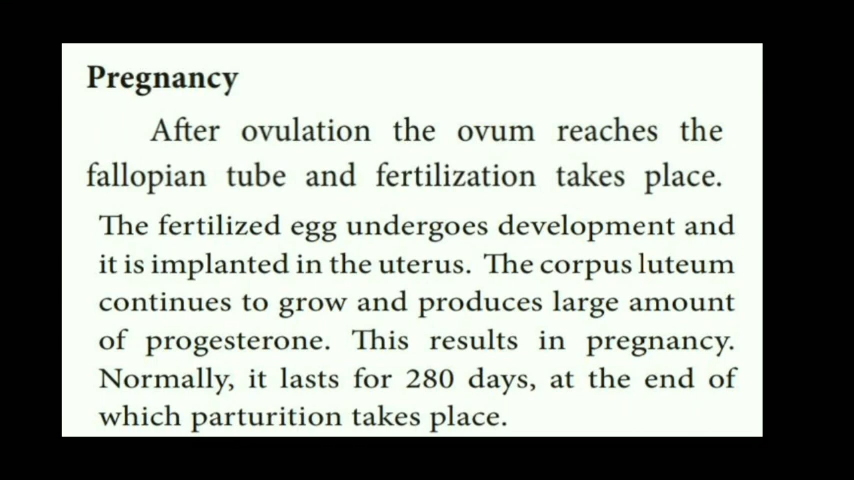 Pregnancy
After ovulation the ovum reaches the
fallopian tube and fertilization takes place.
The fertilized egg undergoes development and
it is implanted in the uterus. The corpus luteum
continues to grow and produces large amount
of progesterone. This results in pregnancy.
Normally, it lasts for 280 days, at the end of
which parturition takes place.